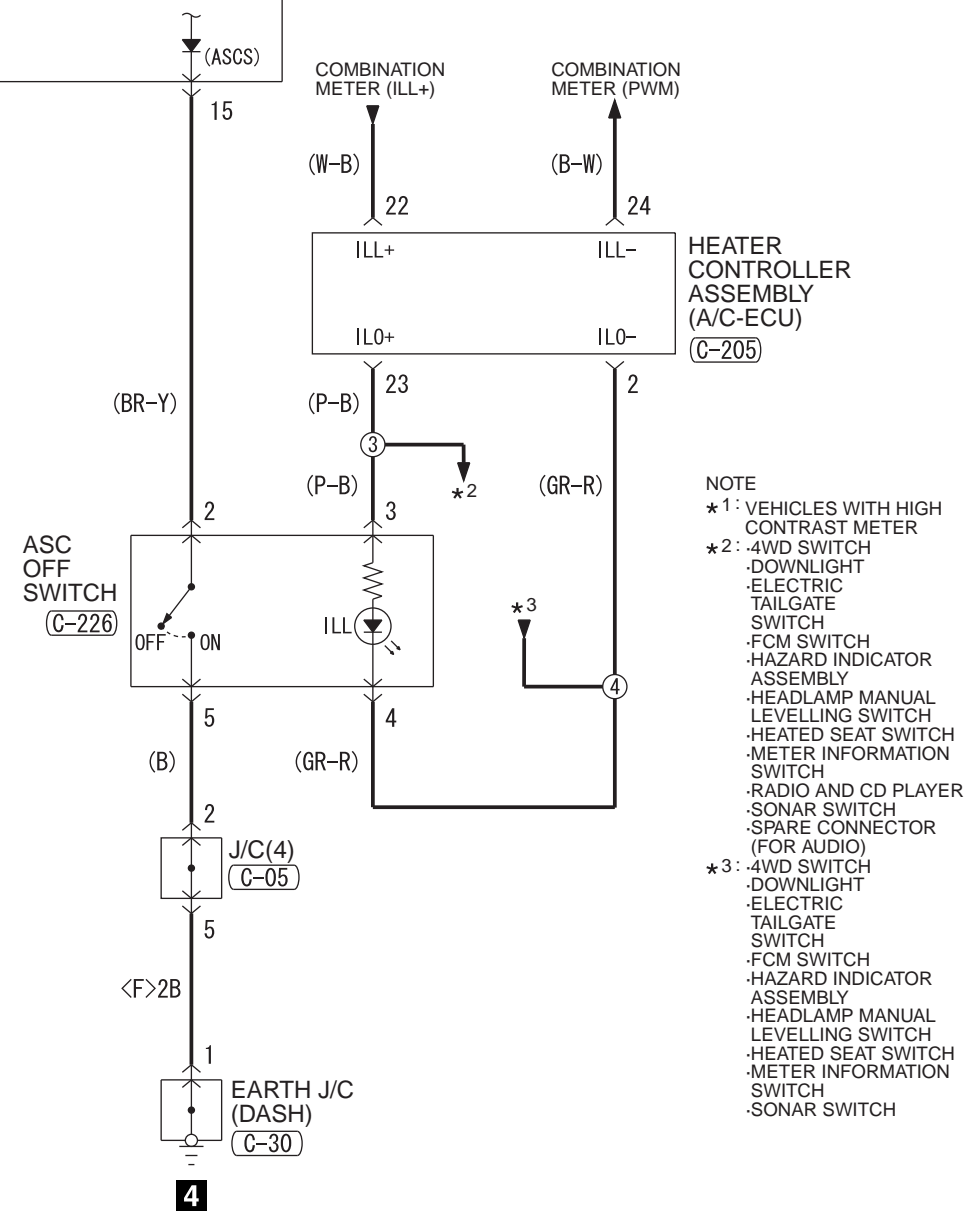 (ASCS)
15
COMBINATION
METER (ILL+)
COMBINATION
METER (PWM)
(W-B)
(B-W)
22
24
ILL+
ILL-
ILO+
ILO-
HEATER
CONTROLLER
ASSEMBLY
(A/C-ECU)
C-205
23
2
(BR-Y)
(P-B)
3
*2
(P-B)
(GR-R)
2
3
ASC
OFF
SWITCH
C-226
OFF
ON
ILL
*3
4
5
4
(B)
(GR-R)
2
J/C(4)
C-05
5
<F>2B
1
EARTH J/C
(DASH)
C-30
4
NOTE
*1: VEHICLES WITH HIGH
CONTRAST METER
*2: ·4WD SWITCH
·DOWNLIGHT
·ELECTRIC
TAILGATE
SWITCH
·FCM SWITCH
·HAZARD INDICATOR
ASSEMBLY
·HEADLAMP MANUAL
LEVELLING SWITCH
·HEATED SEAT SWITCH
·METER INFORMATION
SWITCH
·RADIO AND CD PLAYER
·SONAR SWITCH
·SPARE CONNECTOR
(FOR AUDIO)
*3: ·4WD SWITCH
·DOWNLIGHT
·ELECTRIC
TAILGATE
SWITCH
·FCM SWITCH
·HAZARD INDICATOR
ASSEMBLY
·HEADLAMP MANUAL
LEVELLING SWITCH
·HEATED SEAT SWITCH
·METER INFORMATION
SWITCH
·SONAR SWITCH